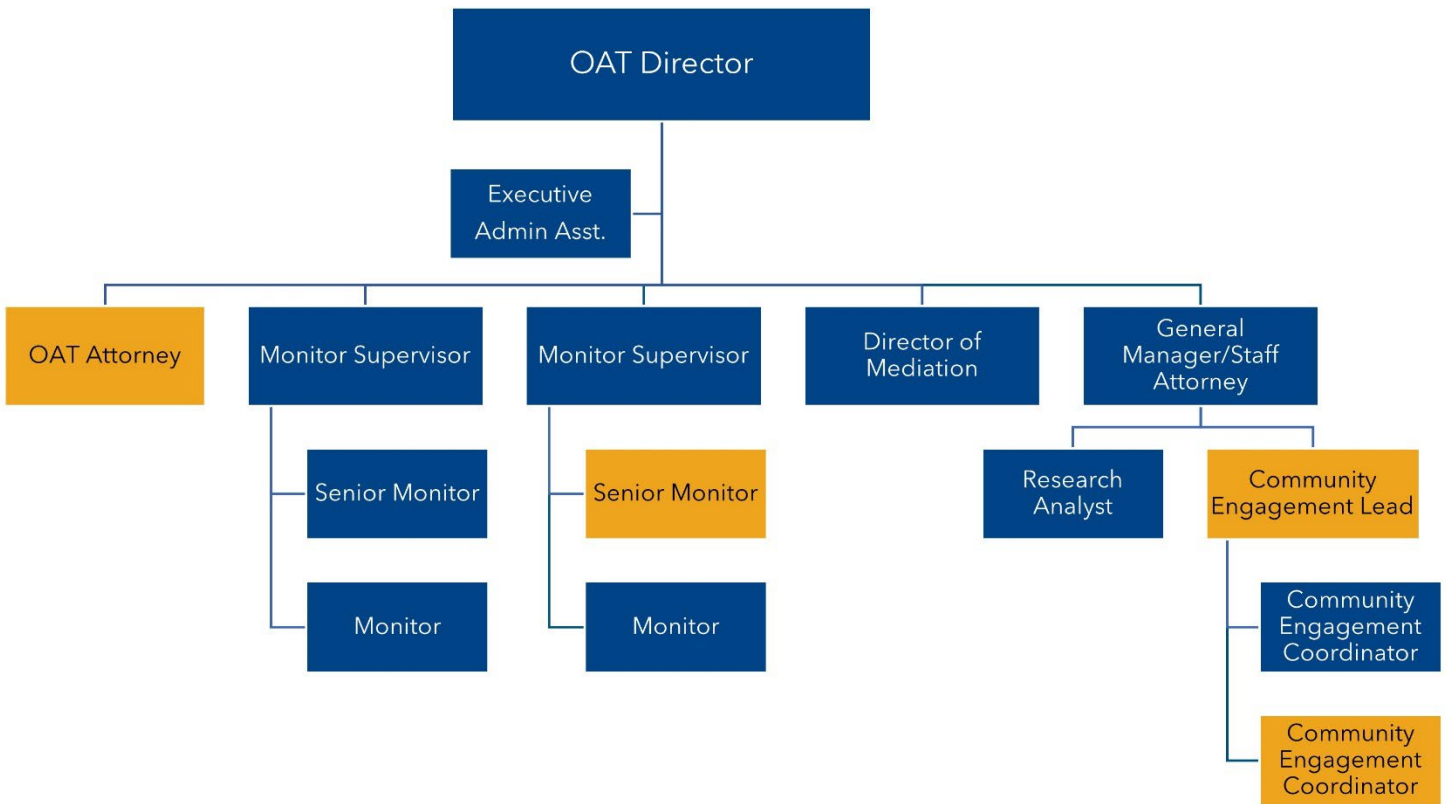 OAT Director
Executive
Admin Asst.
OAT Attorney
Monitor Supervisor
Monitor Supervisor
Director of
Mediation
General
Manager/Staff
Attorney
Senior Monitor
Senior Monitor
Research
Analyst
Community
Engagement Lead
Monitor
Monitor
Community
Engagement
Coordinator
Community
Engagement
Coordinator